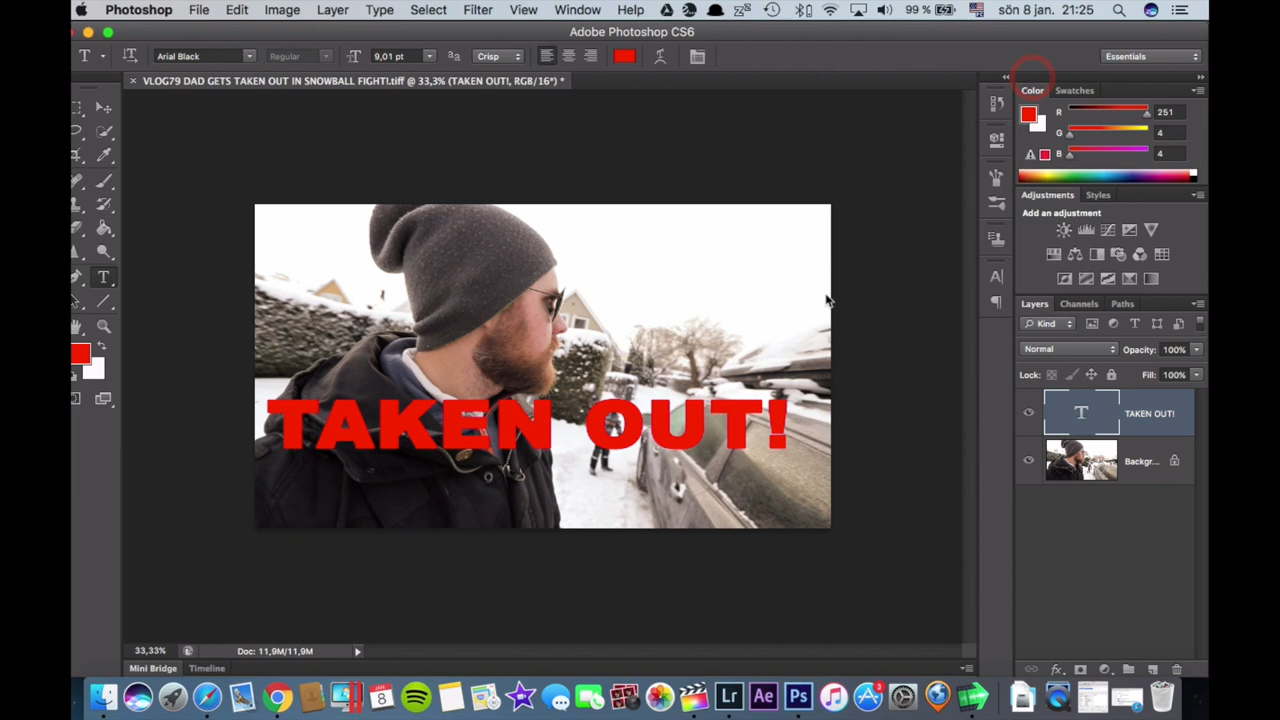 Photoshop File Edit Image Layer Type Select Filter View Window Help 99 % sön 8 jan. 21:25
Adobe Photoshop CS6
T Arial Black Regular 9,01 pt Crisp Essentials
× VLOG79 DAD GETS TAKEN OUT IN SNOWBALL FIGHT!.tiff @ 33,3% (TAKEN OUT!, RGB/16*) *
Color Swatches
R 251
G 4
B 4
Adjustments Styles
Add an adjustment
Layers Channels Paths
Kind
Normal Opacity: 100%
Lock: Fill: 100%
T TAKEN OUT!
Backgr...
TAKEN OUT!
33,33% Doc: 11,9M/11,9M
Mini Bridge Timeline
JAN 8 Lr Ae Ps 3